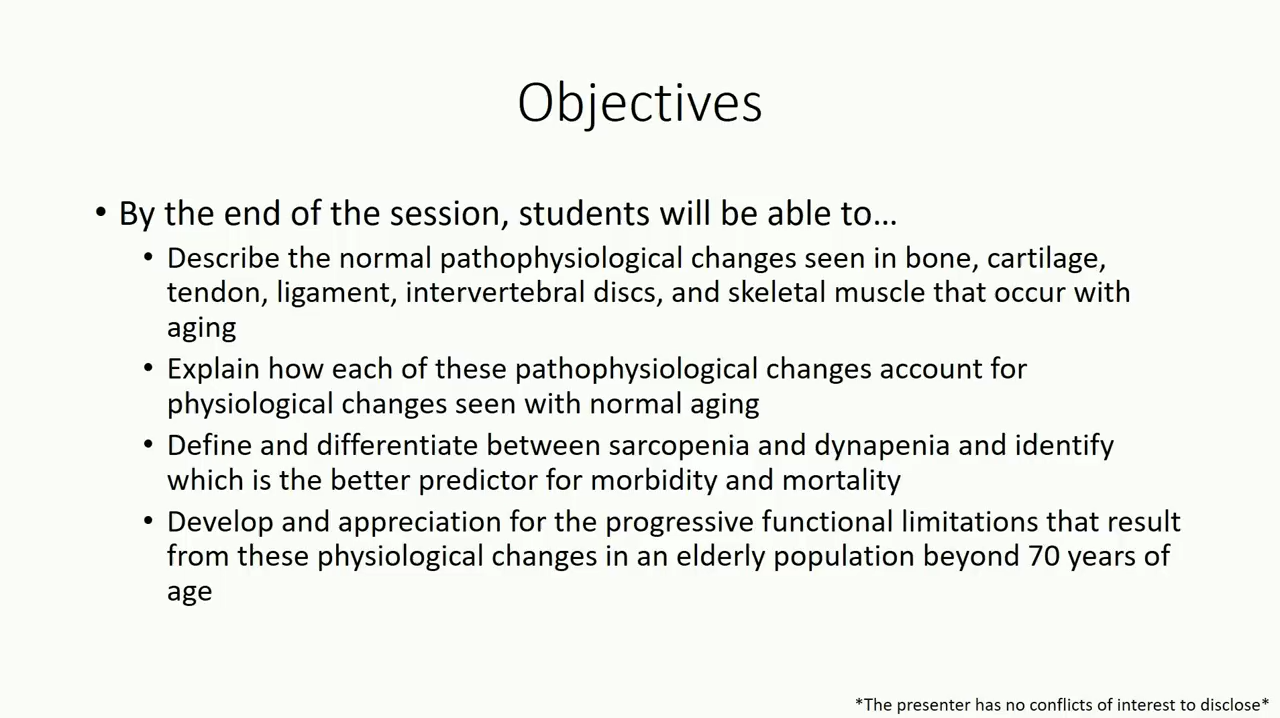 Objectives
• By the end of the session, students will be able to…
• Describe the normal pathophysiological changes seen in bone, cartilage,
tendon, ligament, intervertebral discs, and skeletal muscle that occur with
aging
• Explain how each of these pathophysiological changes account for
physiological changes seen with normal aging
• Define and differentiate between sarcopenia and dynapenia and identify
which is the better predictor for morbidity and mortality
• Develop and appreciation for the progressive functional limitations that result
from these physiological changes in an elderly population beyond 70 years of
age
*The presenter has no conflicts of interest to disclose*